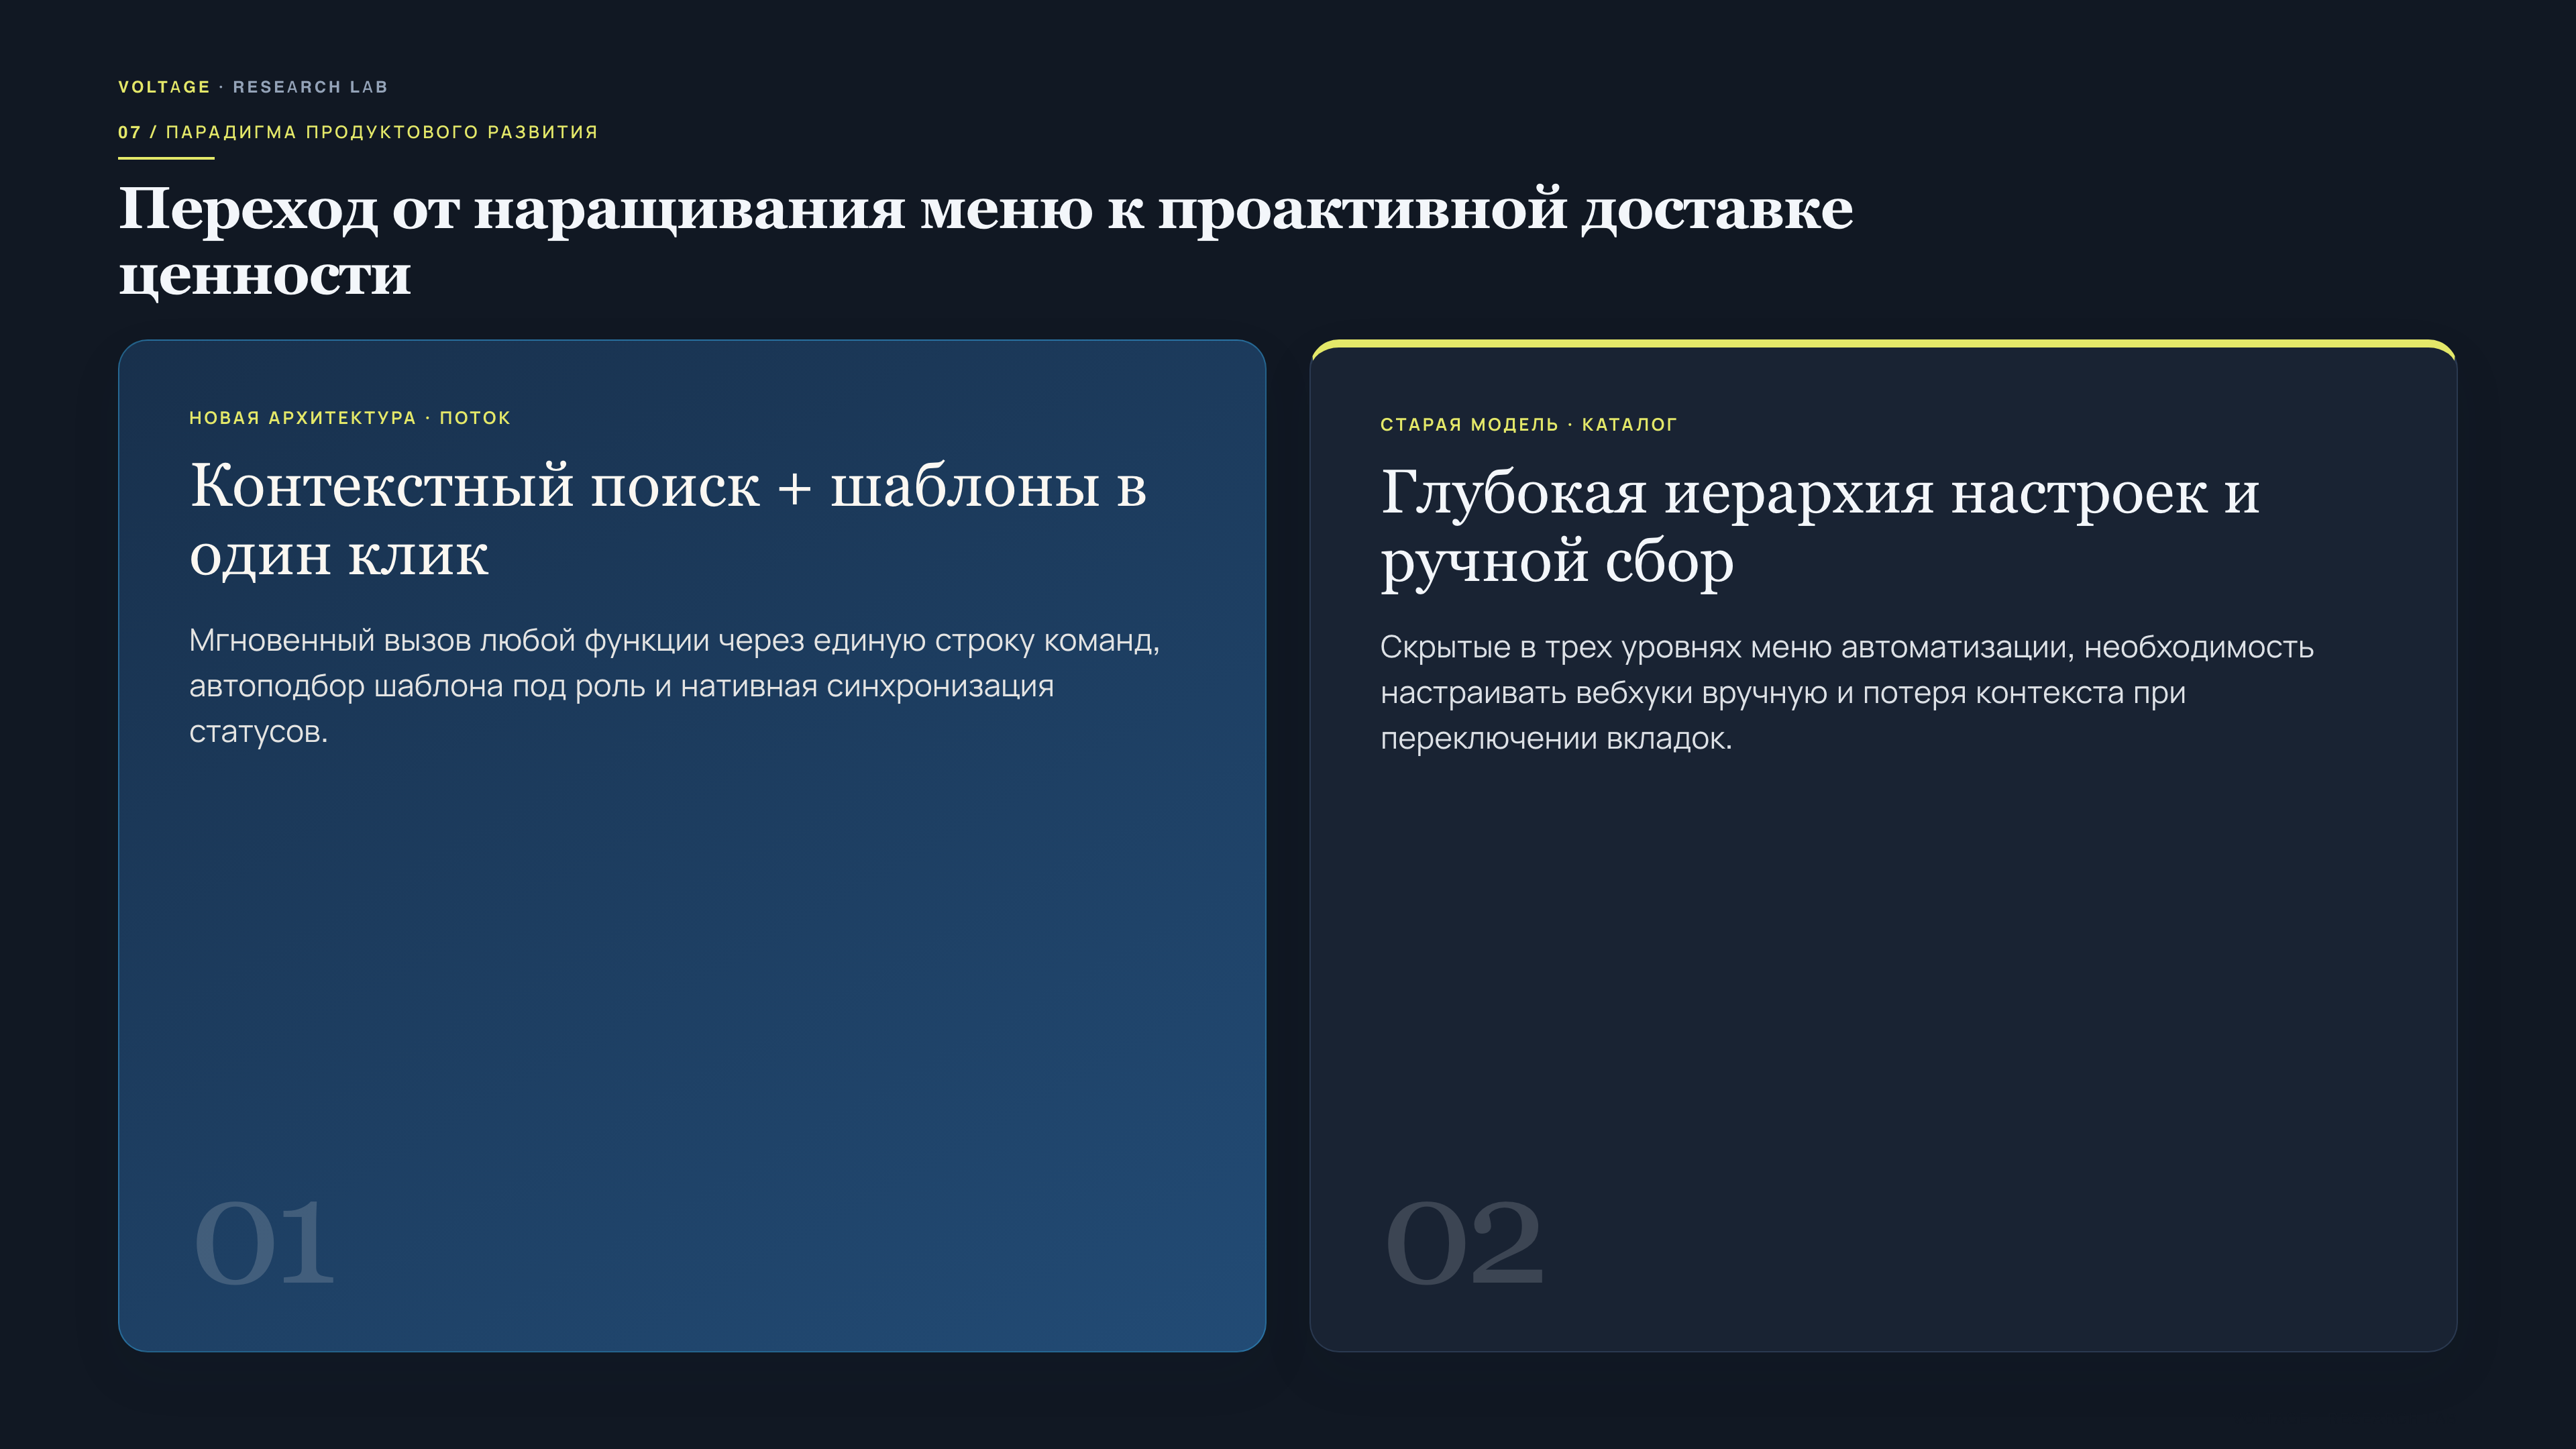 VOLTAGE · RESEARCH LAB
07 / ПАРАДИГМА ПРОДУКТОВОГО РАЗВИТИЯ
Переход от наращивания меню к проактивной доставке
ценности
НОВАЯ АРХИТЕКТУРА · ПОТОК
Контекстный поиск + шаблоны в
один клик
Мгновенный вызов любой функции через единую строку команд,
автоподбор шаблона под роль и нативная синхронизация
статусов.
01
СТАРАЯ МОДЕЛЬ · КАТАЛОГ
Глубокая иерархия настроек и
ручной сбор
Скрытые в трех уровнях меню автоматизации, необходимость
настраивать вебхуки вручную и потеря контекста при
переключении вкладок.
02